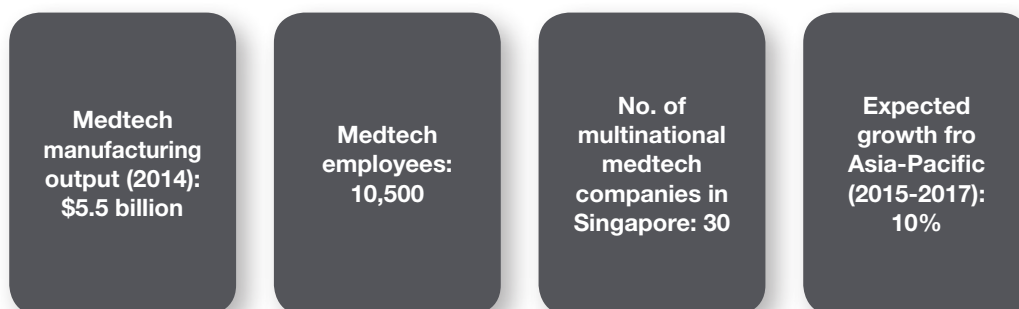 Medtech
manufacturing
output (2014):
$5.5 billion
Medtech
employees:
10,500
No. of
multinational
medtech
companies in
Singapore: 30
Expected
growth fro
Asia-Pacific
(2015-2017):
10%